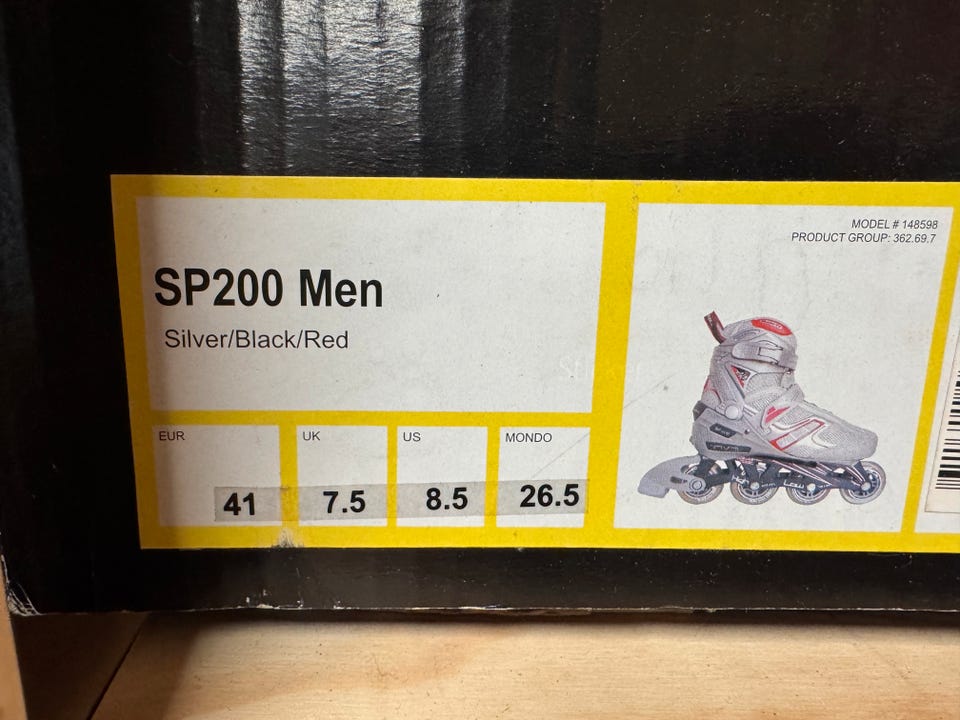 SP200 Men
Silver/Black/Red
EUR
41
UK
7.5
US
8.5
MONDO
26.5
MODEL # 148598
PRODUCT GROUP: 362.69.7